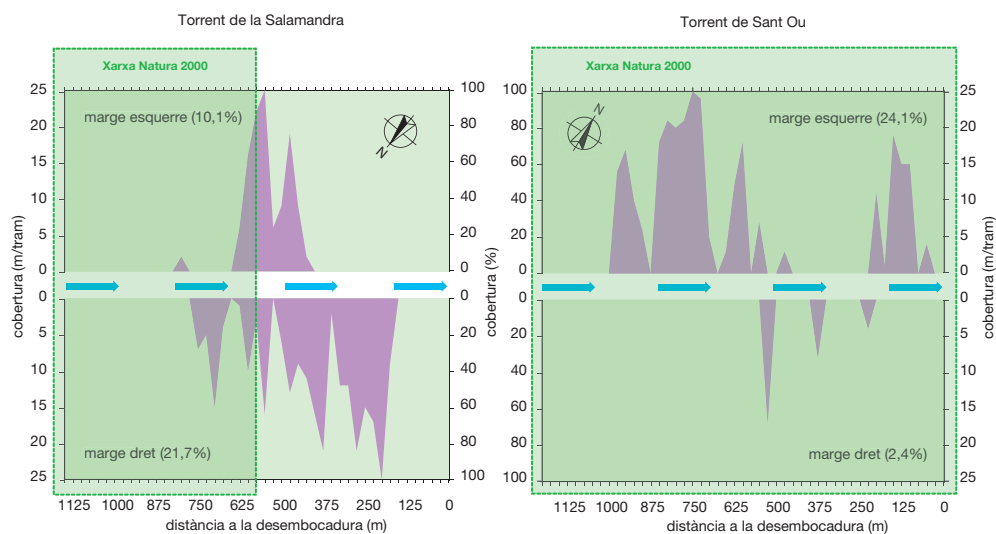 Torrent de la Salamandra
Xarxa Natura 2000
25
20
15
10
5
0
0
5
10
15
20
25
cobertura (m/tram)
marge esquerre (10,1%)
marge dret (21,7%)
N
100
80
60
40
20
0
0
20
40
60
80
100
cobertura (%)
1125 1000 875 625 500 375 250 0
distància a la desembocadura (m)
Torrent de Sant Ou
Xarxa Natura 2000
100
80
60
40
20
0
0
20
40
60
80
100
cobertura (%)
N
marge esquerre (24,1%)
marge dret (2,4%)
25
20
15
10
5
0
0
5
10
15
20
25
cobertura (m/tram)
1125 1000 875 750 625 500 375 250 125 0
distància a la desembocadura (m)